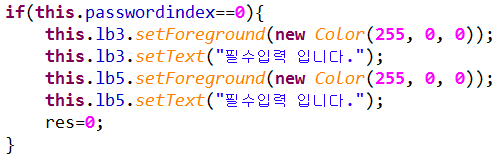 if(this.passwordindex==0){
    this.lb3.setForeground(new Color(255, 0, 0));
    this.lb3.setText("필수입력 입니다.");
    this.lb5.setForeground(new Color(255, 0, 0));
    this.lb5.setText("필수입력 입니다.");
    res=0;
}